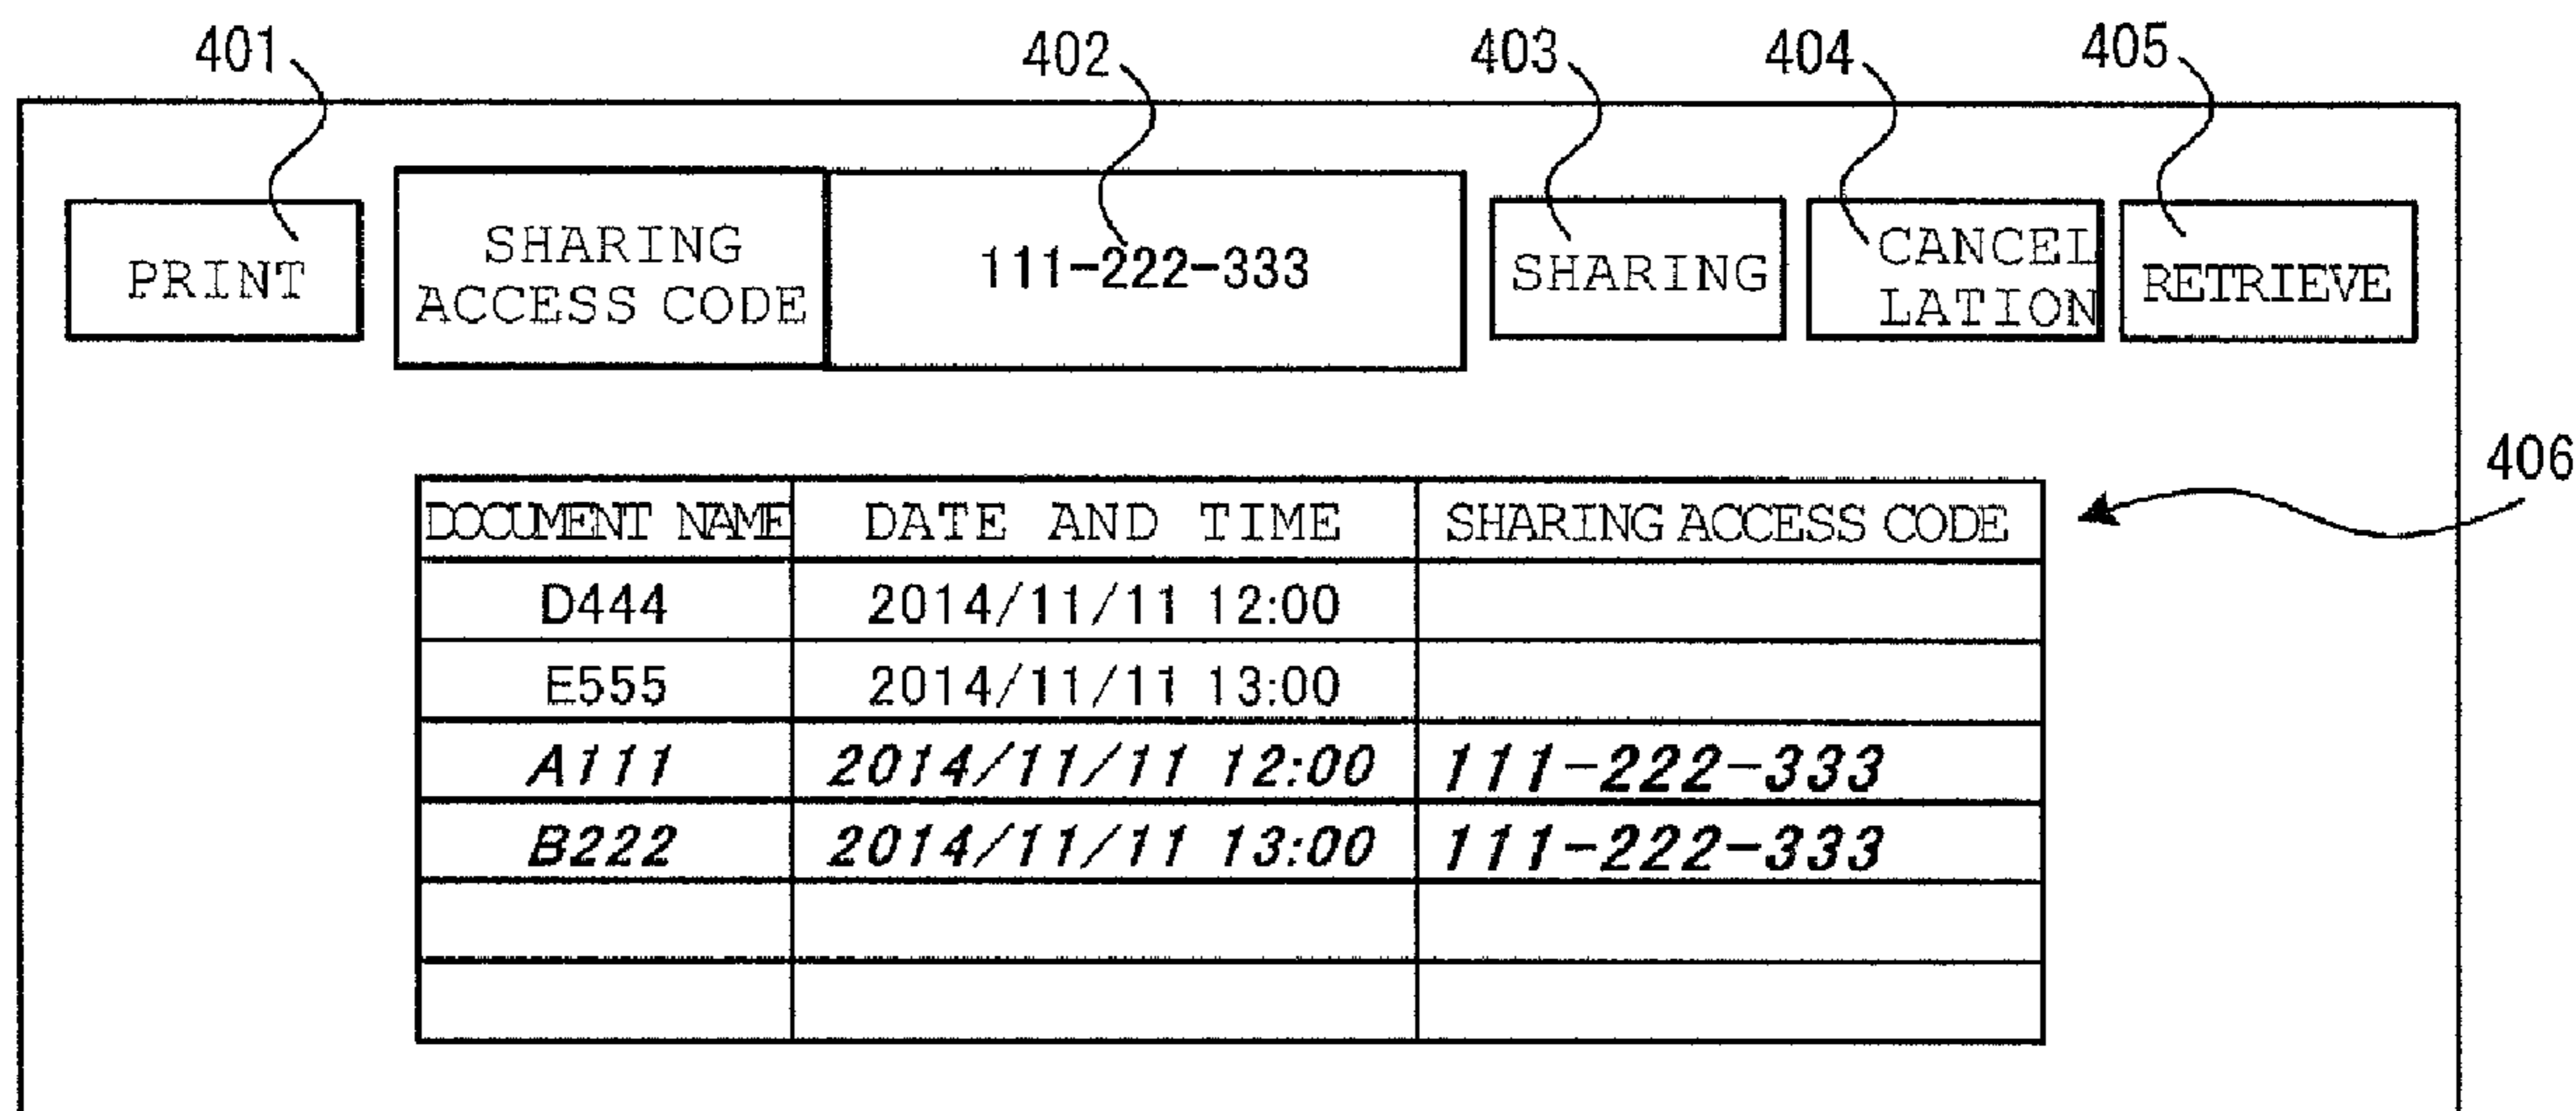 401 402 403 404 405
PRINT
SHARING
ACCESS CODE
111-222-333
SHARING
CANCEL
LATION
RETRIEVE
406
DOCUMENT NAME DATE AND TIME SHARING ACCESS CODE
D444 2014/11/11 12:00
E555 2014/11/11 13:00
A111 2014/11/11 12:00 111-222-333
B222 2014/11/11 13:00 111-222-333